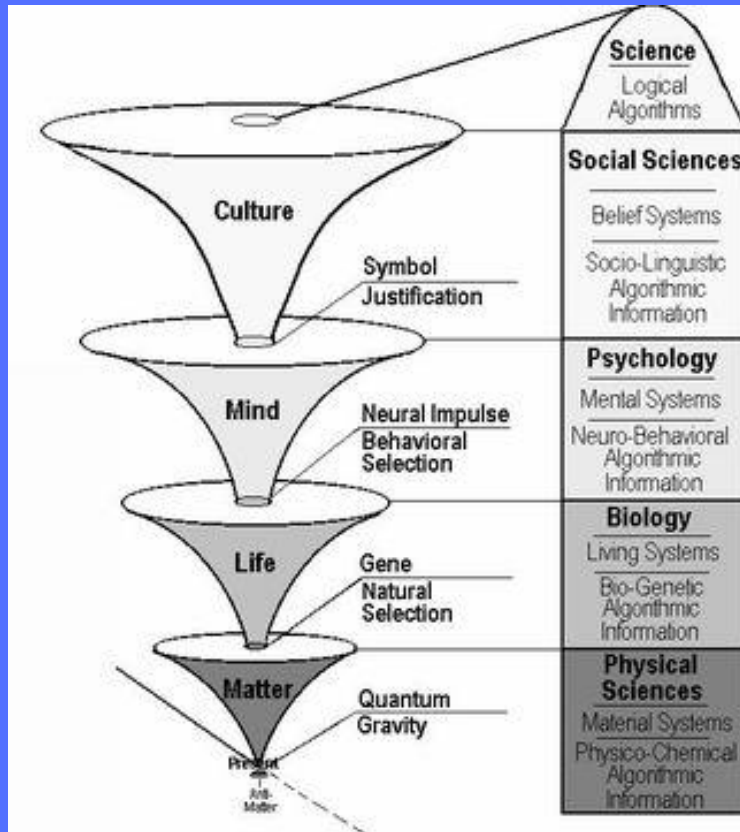 Science
Logical
Algorithms
Social Sciences
Belief Systems
Socio-Linguistic
Algorithmic
Information
Culture
Symbol
Justification
Psychology
Mental Systems
Neuro-Behavioral
Algorithmic
Information
Mind
Neural Impulse
Behavioral
Selection
Biology
Living Systems
Bio-Genetic
Algorithmic
Information
Life
Gene
Natural
Selection
Physical
Sciences
Material Systems
Physico-Chemical
Algorithmic
Information
Matter
Quantum
Gravity
Present
Anti-
Matter